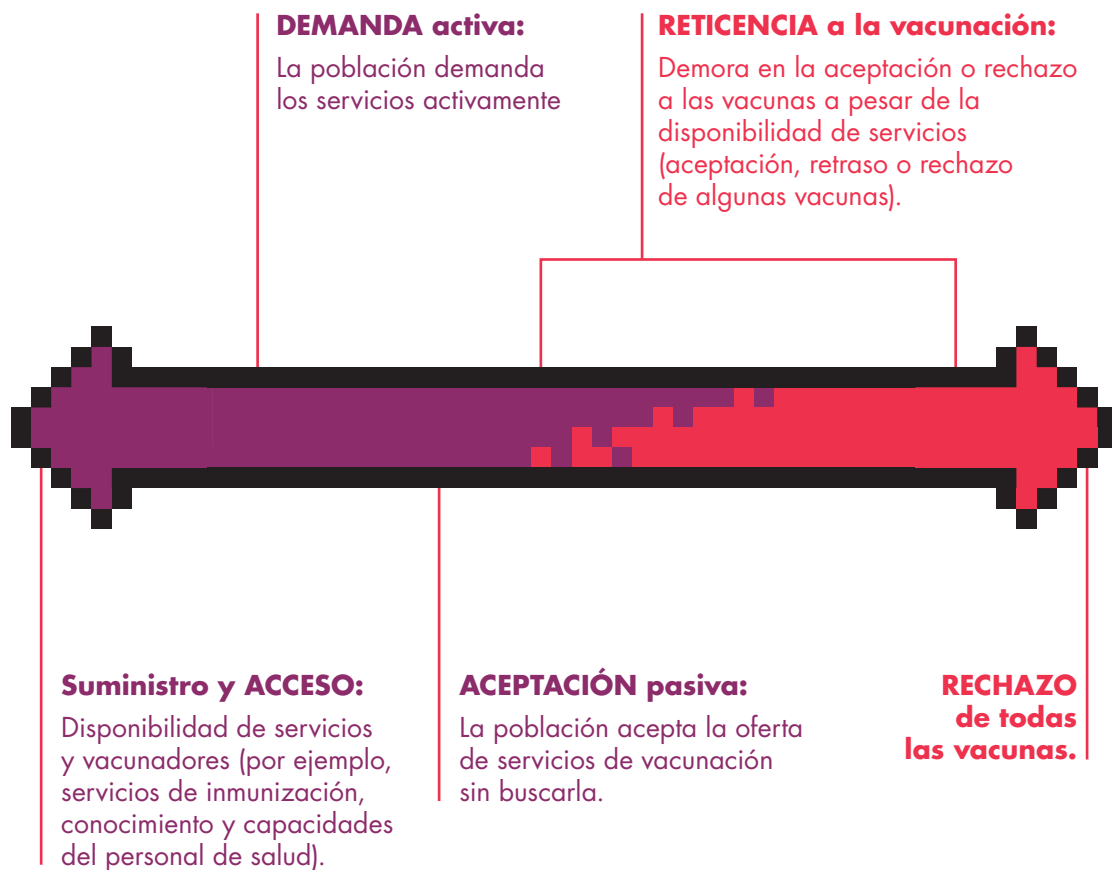 DEMANDA activa:
La población demanda
los servicios activamente
RETICENCIA a la vacunación:
Demora en la aceptación o rechazo
a las vacunas a pesar de la
disponibilidad de servicios
(aceptación, retraso o rechazo
de algunas vacunas).
Suministro y ACCESO:
Disponibilidad de servicios
y vacunadores (por ejemplo,
servicios de inmunización,
conocimiento y capacidades
del personal de salud).
ACEPTACIÓN pasiva:
La población acepta la oferta
de servicios de vacunación
sin buscarla.
RECHAZO
de todas
las vacunas.